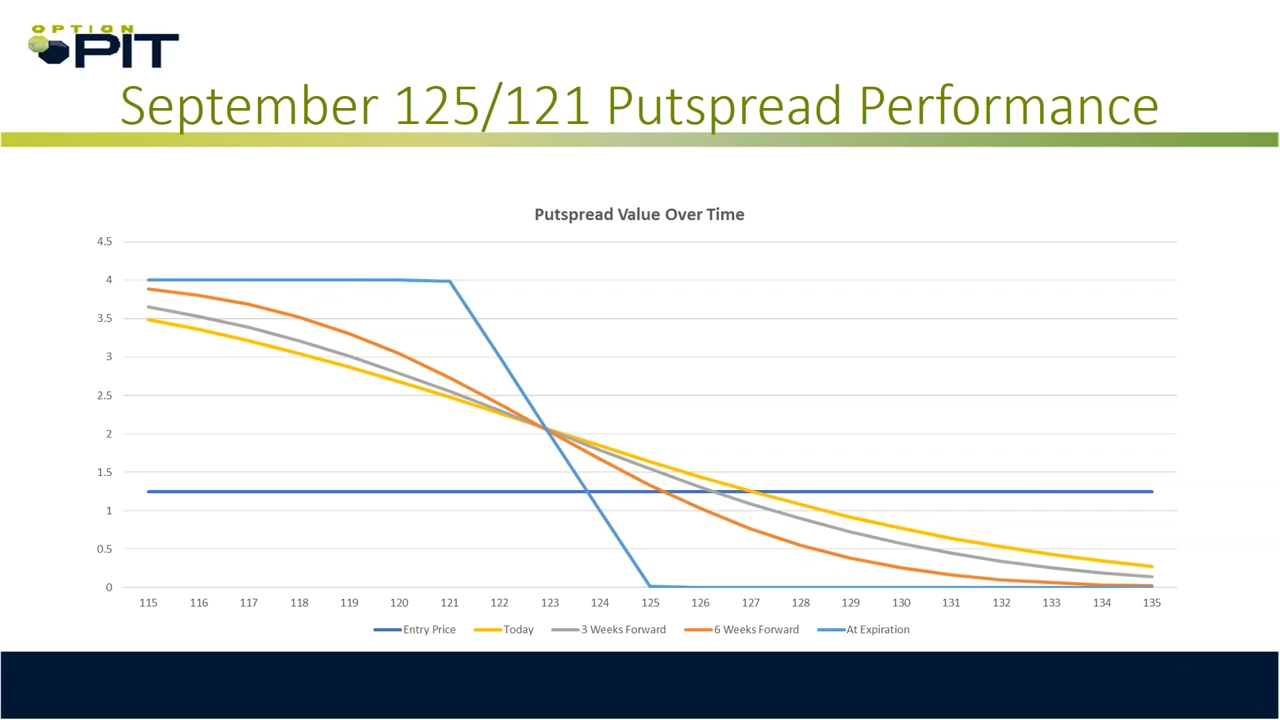 OPTION
PIT
September 125/121 Putspread Performance
Putspread Value Over Time
4.5
4
3.5
3
2.5
2
1.5
1
0.5
0
115 116 117 118 119 120 121 122 123 124 125 126 127 128 129 130 131 132 133 134 135
Entry Price Today 3 Weeks Forward 6 Weeks Forward At Expiration